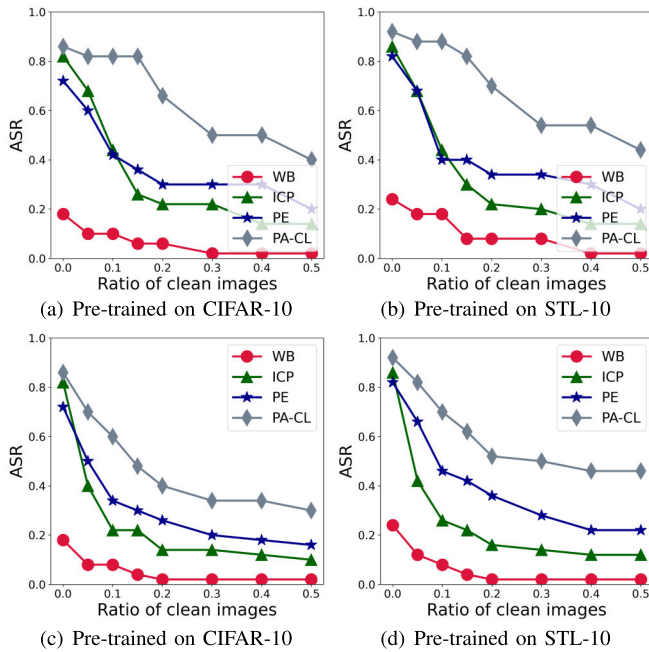 1.0
0.8
0.6
0.4
0.2
0.0
ASR
WB
ICP
PE
PA-CL
0.0 0.1 0.2 0.3 0.4 0.5
Ratio of clean images
(a) Pre-trained on CIFAR-10
1.0
0.8
0.6
0.4
0.2
0.0
ASR
WB
ICP
PE
PA-CL
0.0 0.1 0.2 0.3 0.4 0.5
Ratio of clean images
(b) Pre-trained on STL-10
1.0
0.8
0.6
0.4
0.2
0.0
ASR
WB
ICP
PE
PA-CL
0.0 0.1 0.2 0.3 0.4 0.5
Ratio of clean images
(c) Pre-trained on CIFAR-10
1.0
0.8
0.6
0.4
0.2
0.0
ASR
WB
ICP
PE
PA-CL
0.0 0.1 0.2 0.3 0.4 0.5
Ratio of clean images
(d) Pre-trained on STL-10